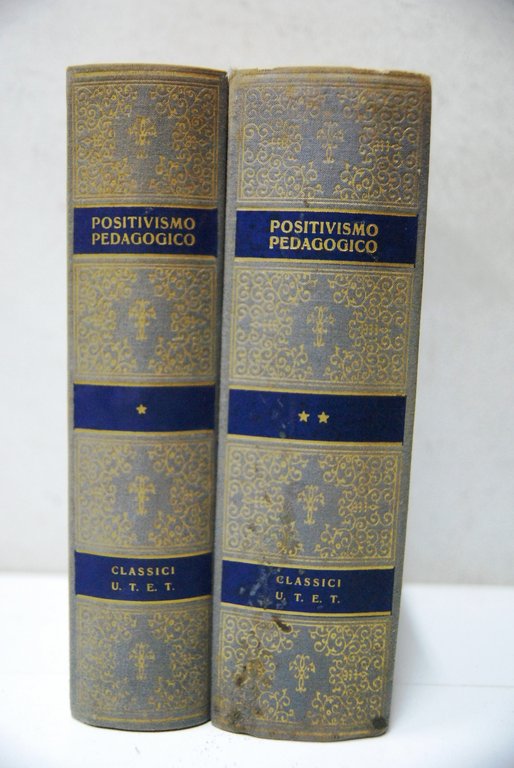 POSITIVISMO
PEDAGOGICO
★
CLASSICI
U. T. E. T.
POSITIVISMO
PEDAGOGICO
★ ★
CLASSICI
U. T. E. T.